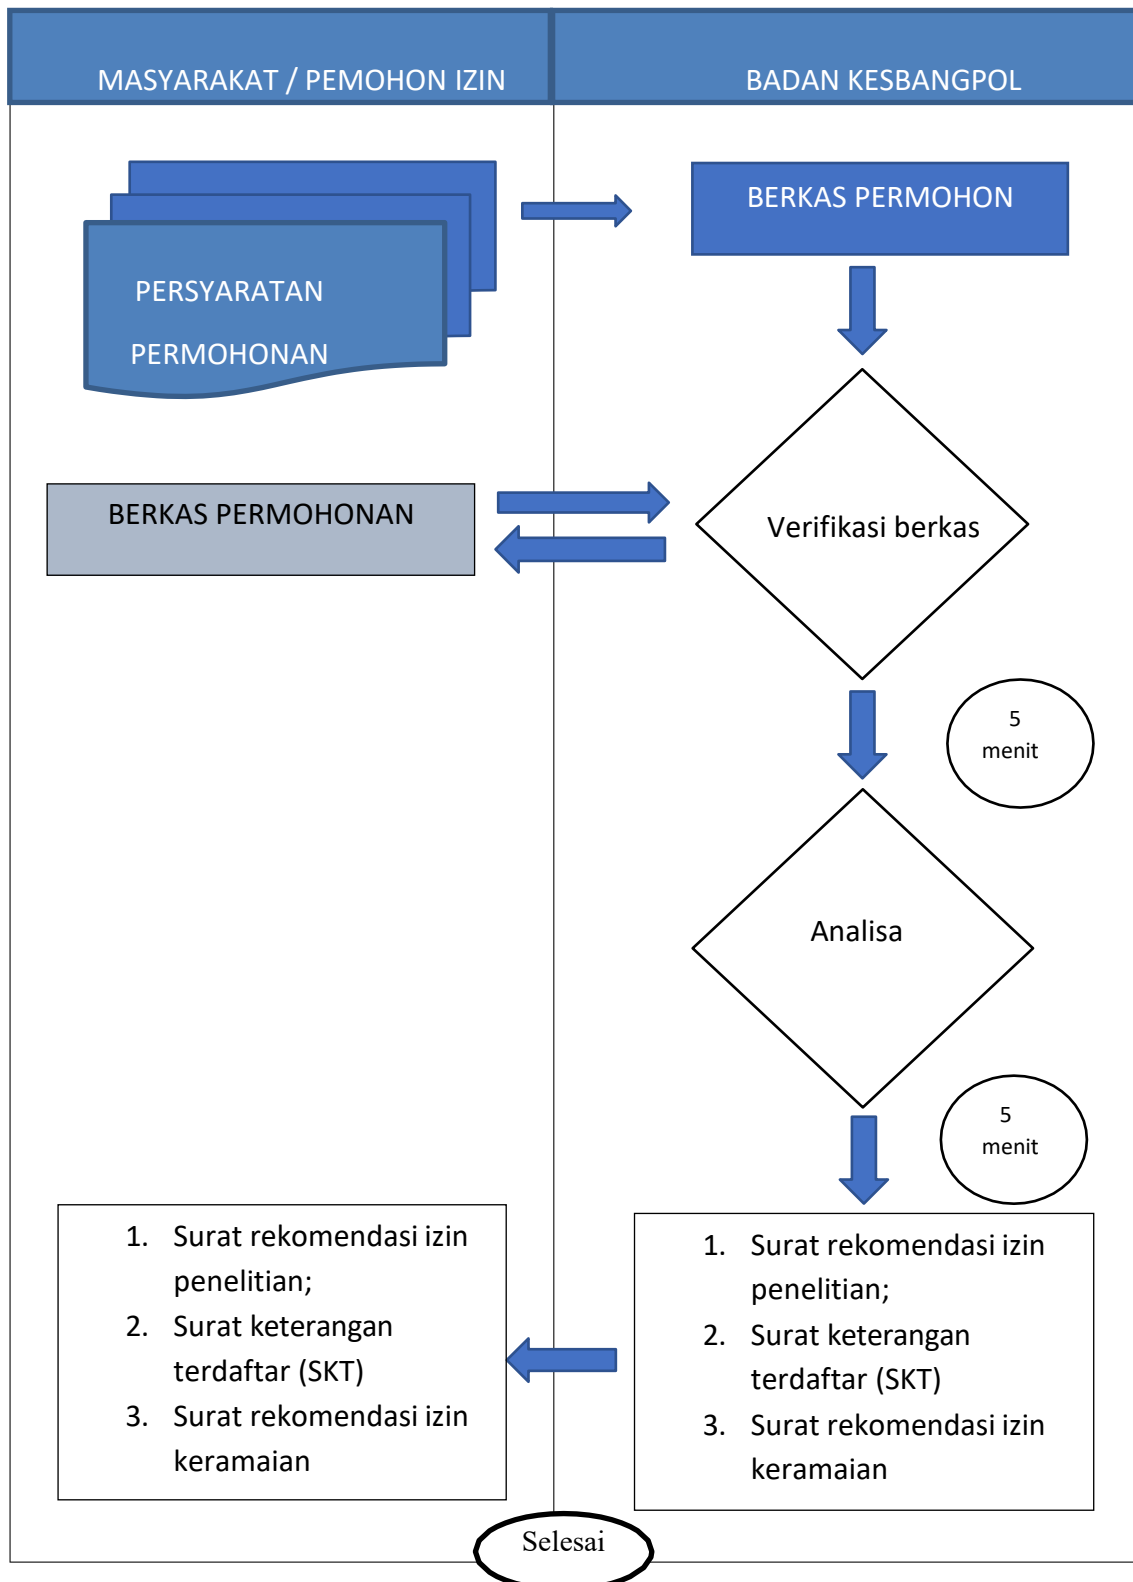 MASYARAKAT / PEMOHON IZIN
BADAN KESBANGPOL
PERSYARATAN
PERMOHONAN
BERKAS PERMOHON
BERKAS PERMOHONAN
Verifikasi berkas
5
menit
Analisa
5
menit
1. Surat rekomendasi izin
penelitian;
2. Surat keterangan
terdaftar (SKT)
3. Surat rekomendasi izin
keramaian
1. Surat rekomendasi izin
penelitian;
2. Surat keterangan
terdaftar (SKT)
3. Surat rekomendasi izin
keramaian
Selesai